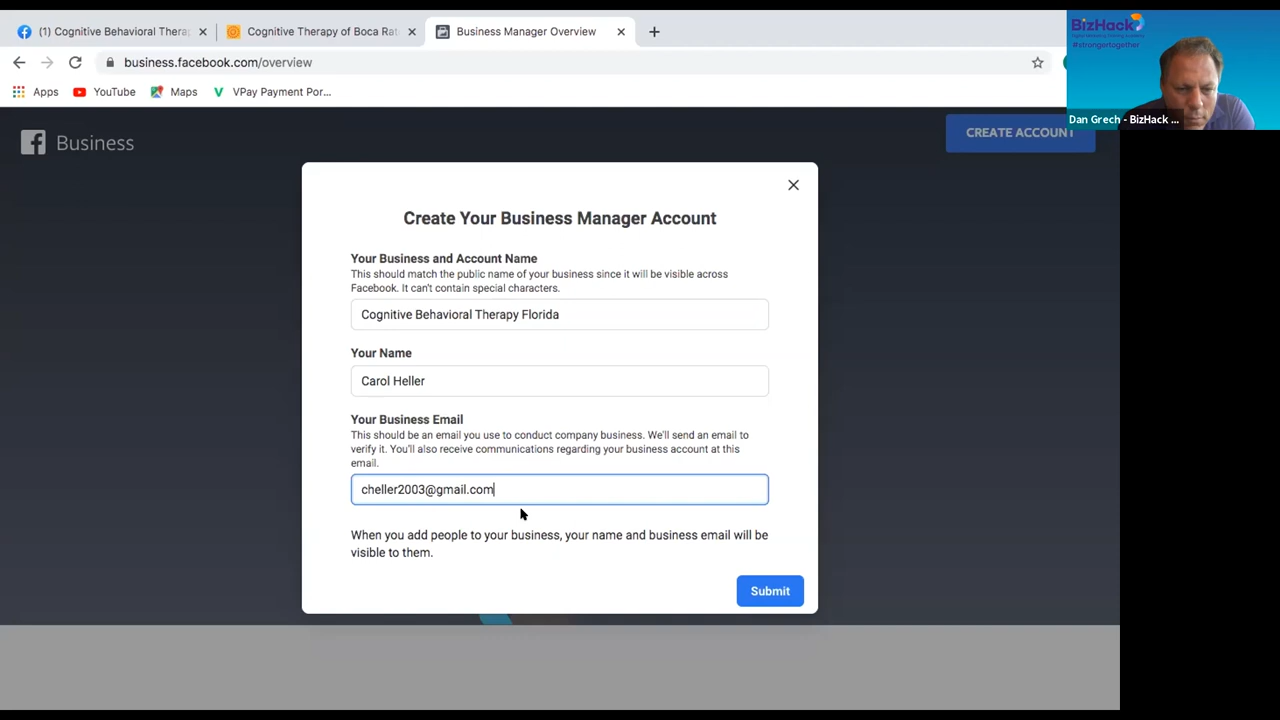 (1) Cognitive Behavioral Thera
Cognitive Therapy of Boca Rat
Business Manager Overview
business.facebook.com/overview
Apps
YouTube
Maps
VPay Payment Por...
BizHack
#strongertogether
Dan Grech - BizHack ...
Business
CREATE ACCOUNT
Create Your Business Manager Account
Your Business and Account Name
This should match the public name of your business since it will be visible across
Facebook. It can't contain special characters.
Cognitive Behavioral Therapy Florida
Your Name
Carol Heller
Your Business Email
This should be an email you use to conduct company business. We'll send an email to
verify it. You'll also receive communications regarding your business account at this
email.
cheller2003@gmail.com
When you add people to your business, your name and business email will be
visible to them.
Submit